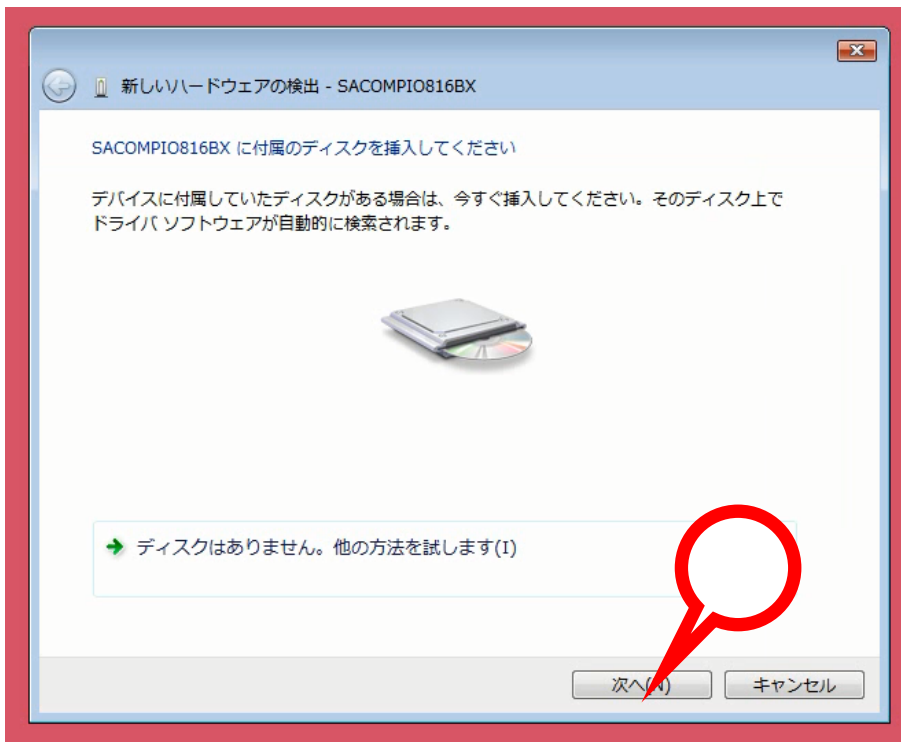 新しいハードウェアの検出 - SACOMPIO816BX
SACOMPIO816BX に付属のディスクを挿入してください
デバイスに付属していたディスクがある場合は、今すぐ挿入してください。そのディスク上で
ドライバ ソフトウェアが自動的に検索されます。
ディスクはありません。他の方法を試します(I)
次へ(N) キャンセル